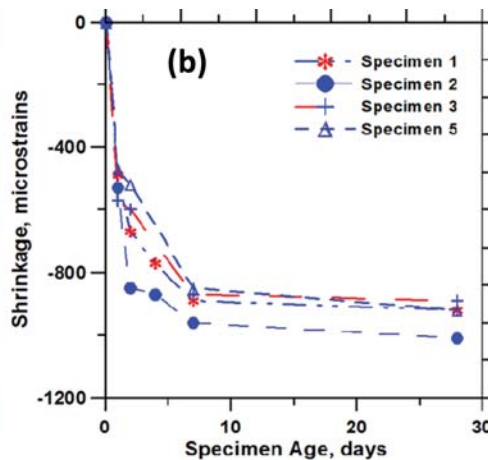 (b)
Specimen 1
Specimen 2
Specimen 3
Specimen 5
Shrinkage, microstrains
0
-400
-800
-1200
0
10
20
30
Specimen Age, days